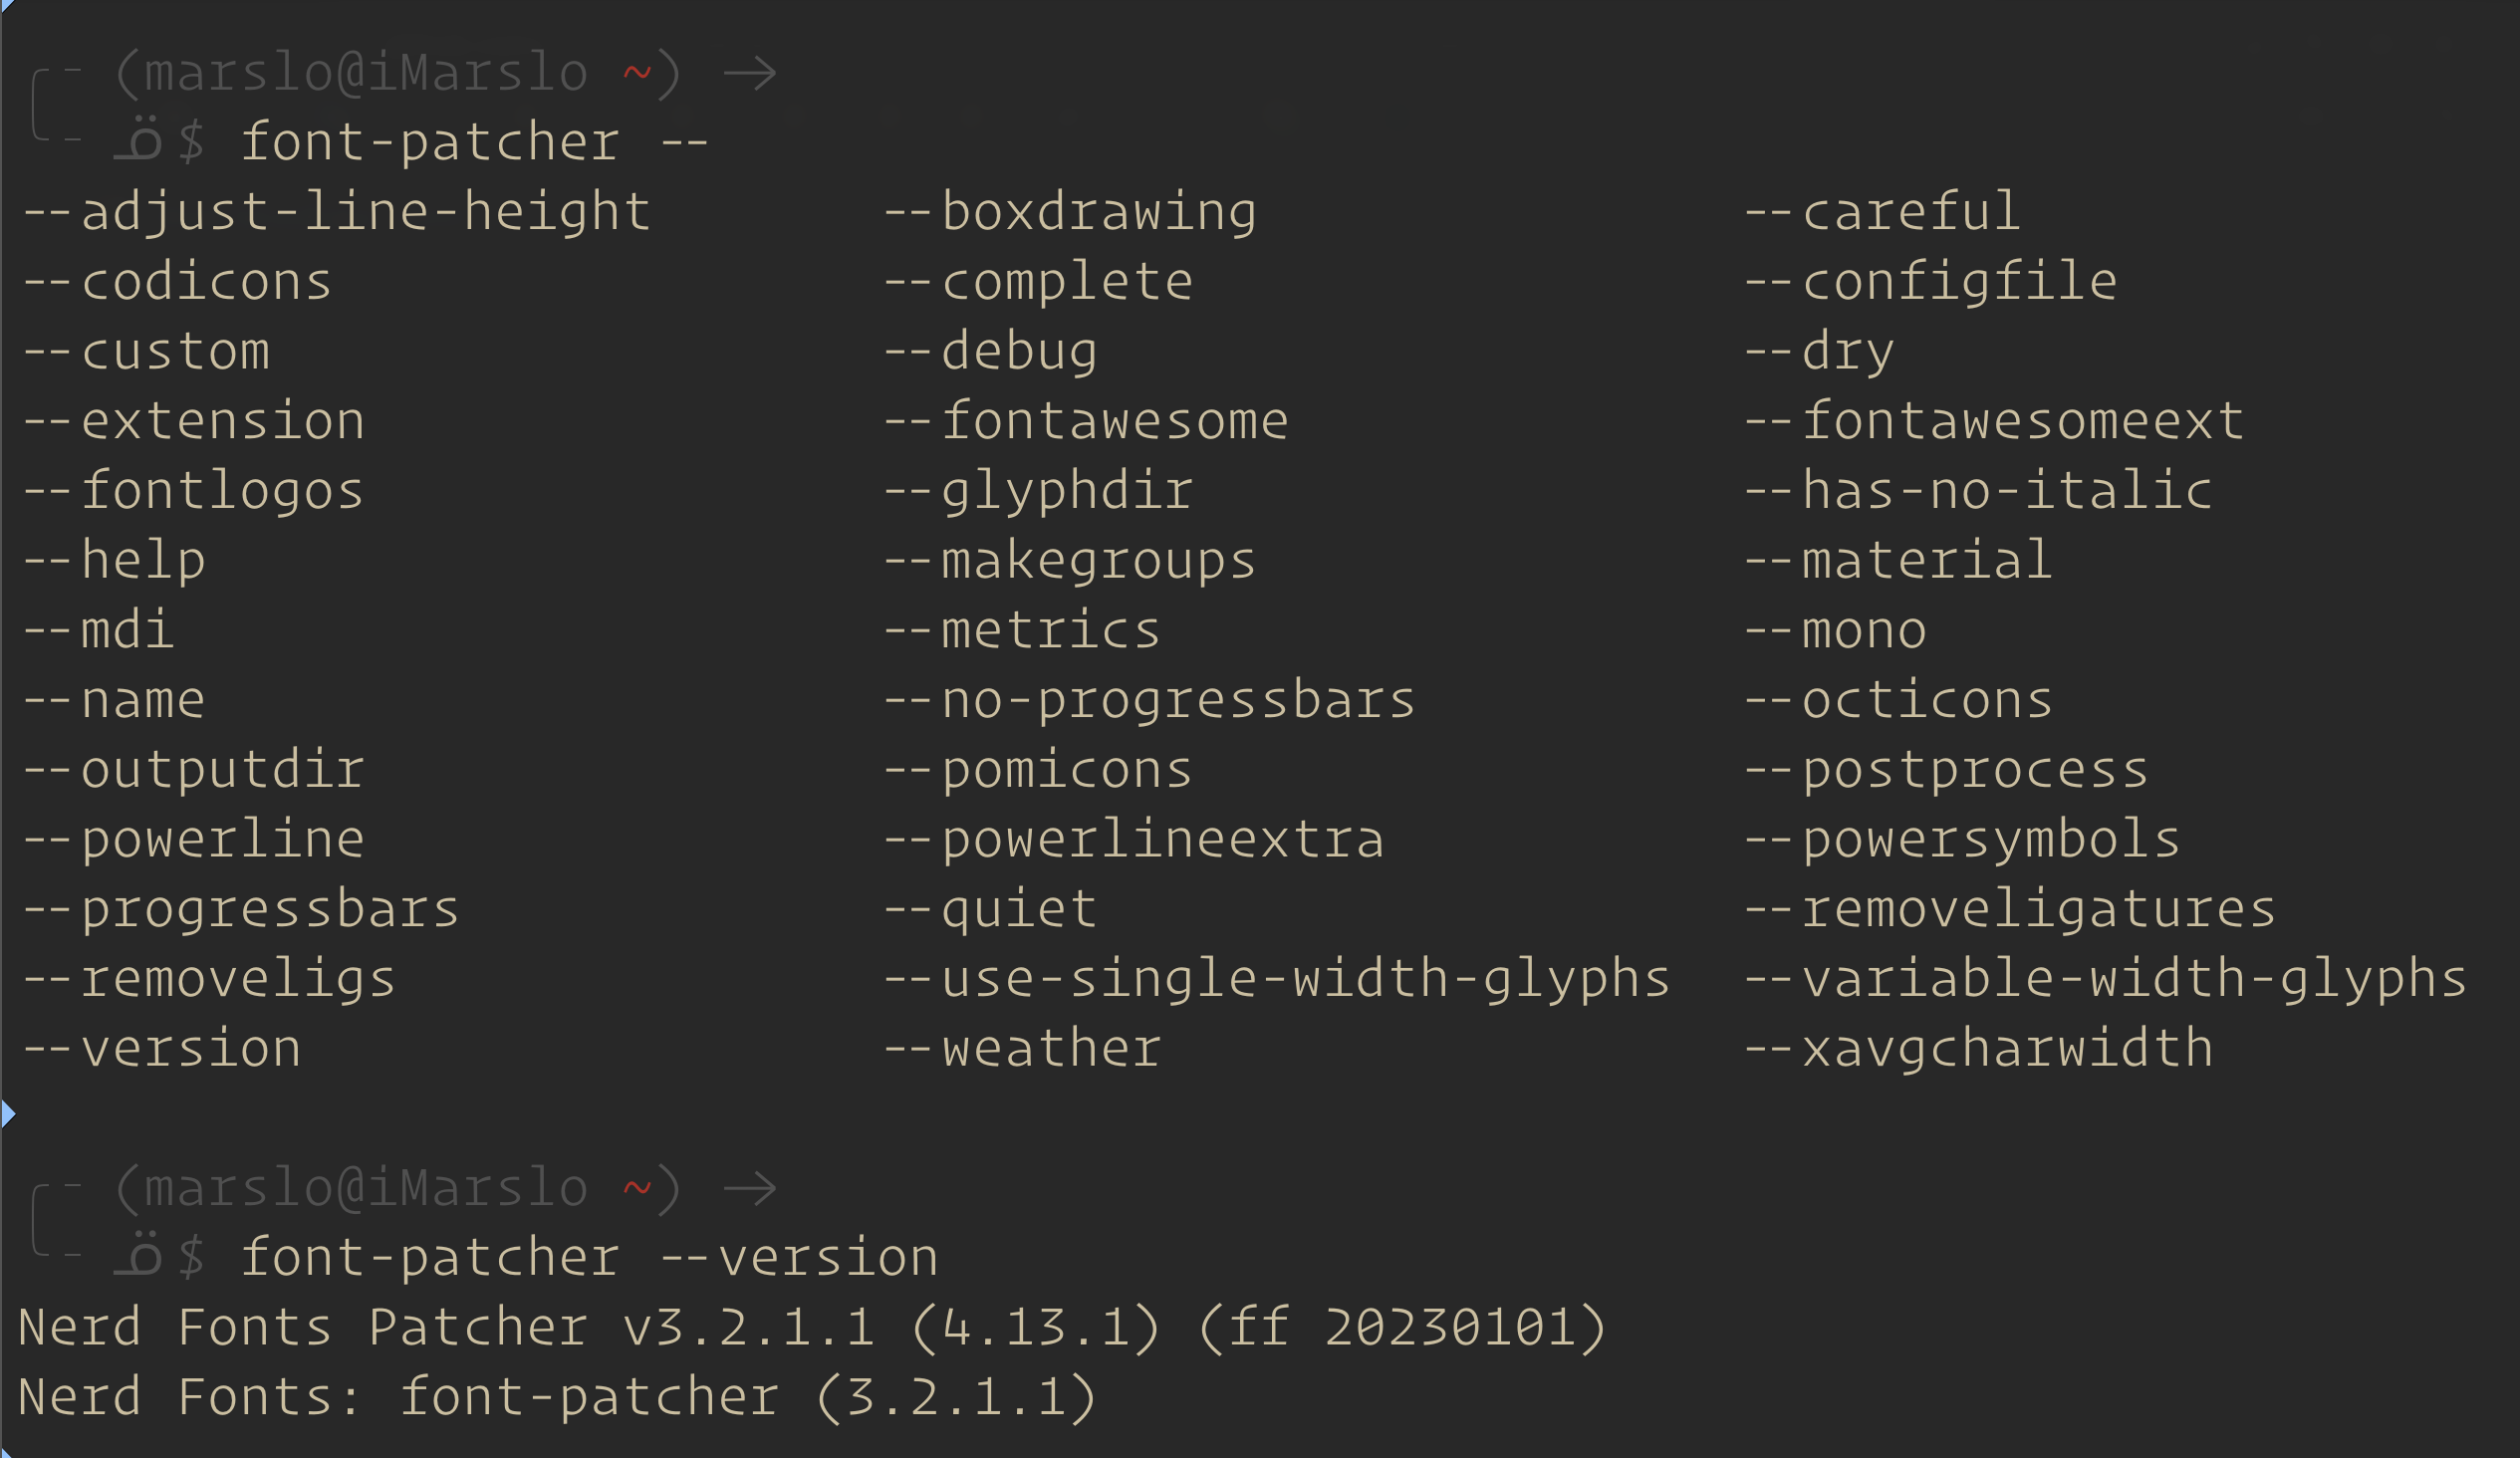 (marslo@iMarslo ~) →
$ font-patcher --
--adjust-line-height --boxdrawing --careful
--codicons --complete --configfile
--custom --debug --dry
--extension --fontawesome --fontawesomeext
--fontlogos --glyphdir --has-no-italic
--help --makegroups --material
--mdi --metrics --mono
--name --no-progressbars --octicons
--outputdir --pomicons --postprocess
--powerline --powerlineextra --powersymbols
--progressbars --quiet --removeligatures
--removeligs --use-single-width-glyphs --variable-width-glyphs
--version --weather --xavgcharwidth
(marslo@iMarslo ~) →
$ font-patcher --version
Nerd Fonts Patcher v3.2.1.1 (4.13.1) (ff 20230101)
Nerd Fonts: font-patcher (3.2.1.1)